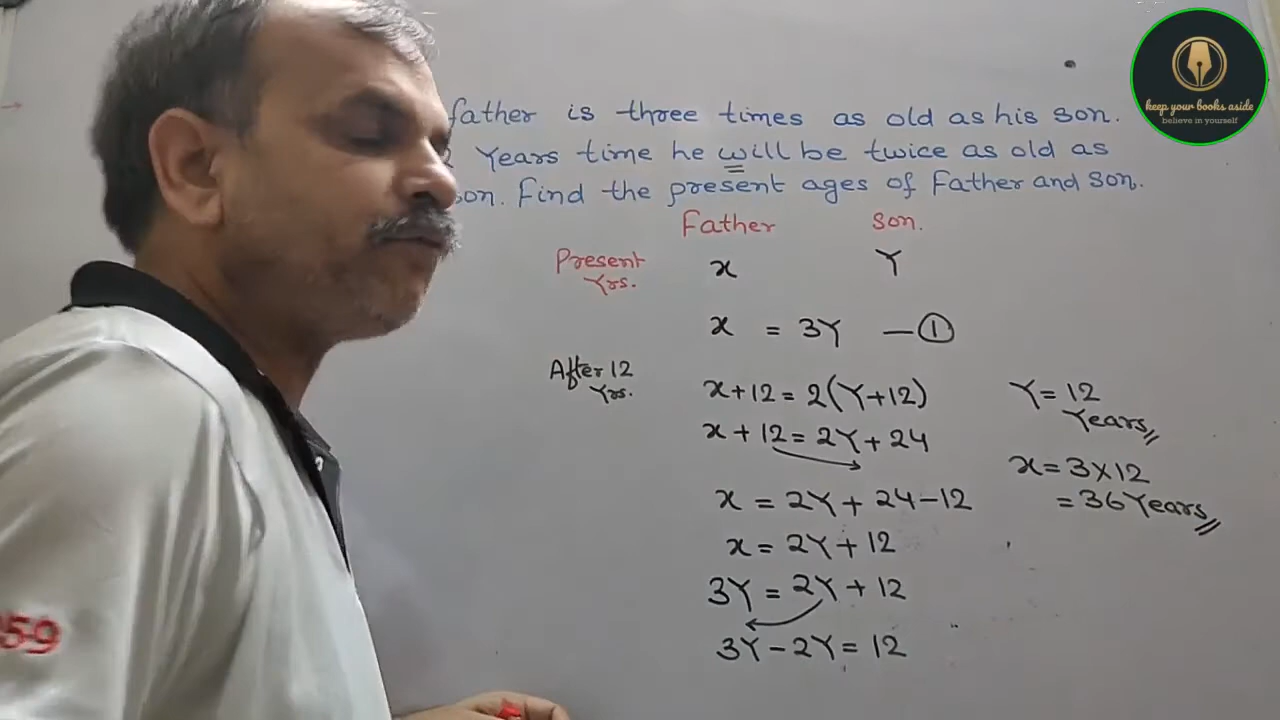 father is three times as old as his son.
Years time he will be twice as old as
son. Find the present ages of Father and Son.
Father Son.
Present Yrs. x Y
x = 3Y — ①
After 12 Yrs.
x+12 = 2(Y+12)
x + 12 = 2Y + 24
x = 2Y + 24 - 12
x = 2Y + 12
3Y = 2Y + 12
3Y - 2Y = 12
Y = 12
Years
x = 3 X 12
= 36 Years
keep your books aside
believe in yourself
59